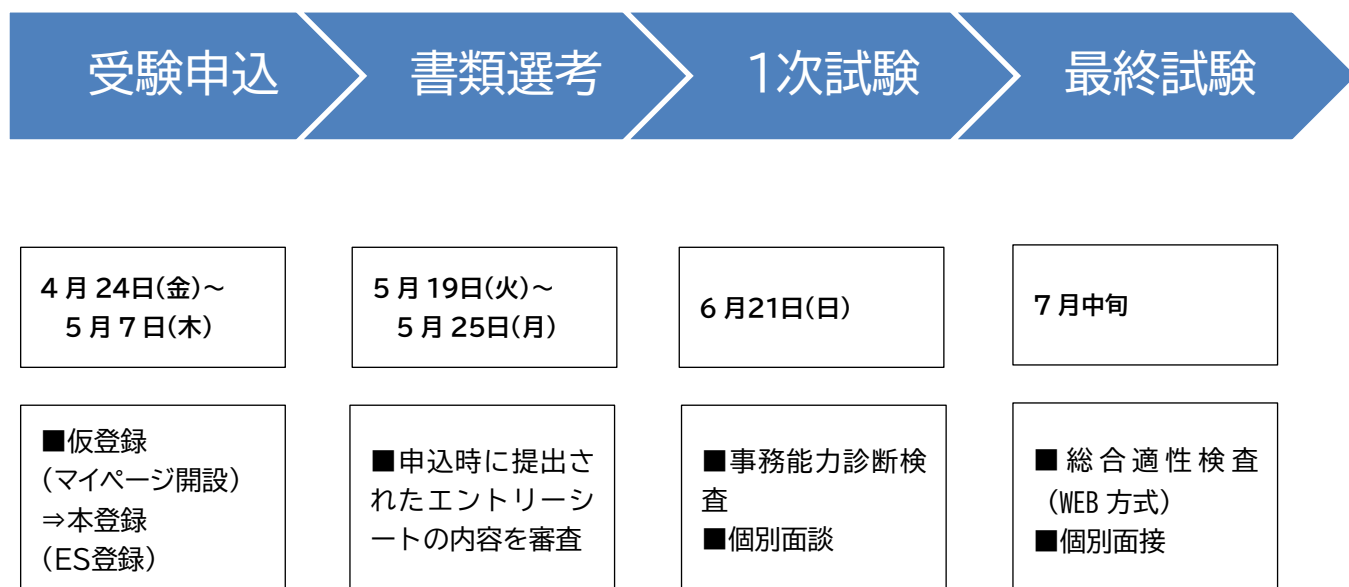 受験申込
書類選考
1次試験
最終試験
4月24日(金)～
5月7日(木)
5月19日(火)～
5月25日(月)
6月21日(日)
7月中旬
■仮登録
(マイページ開設)
⇒本登録
(ES登録)
■申込時に提出さ
れたエントリーシ
ートの内容を審査
■事務能力診断検
査
■個別面談
■総合適性検査
(WEB方式)
■個別面接